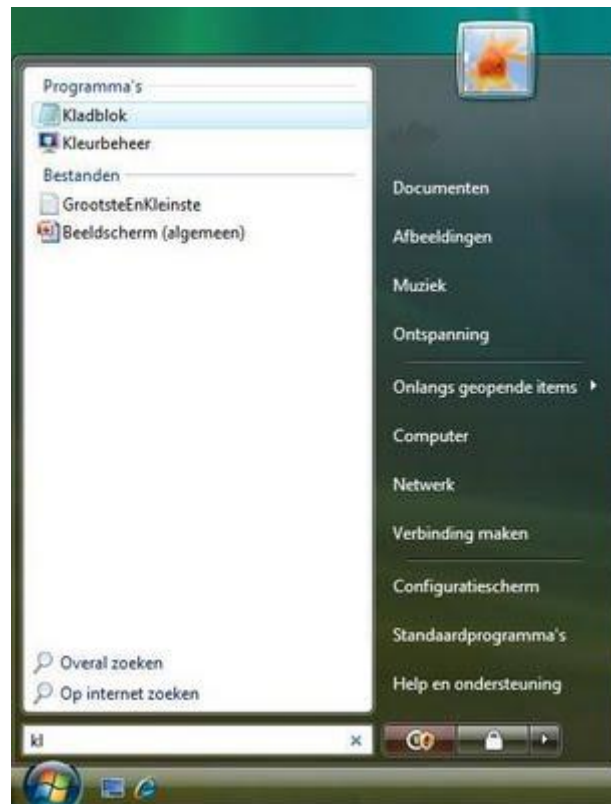 Programma's
Kladblok
Kleurbeheer
Bestanden
GrootsteEnKleinste
Beeldscherm (algemeen)
Overal zoeken
Op internet zoeken
kl
Documenten
Afbeeldingen
Muziek
Ontspanning
Onlangs geopende items
Computer
Netwerk
Verbinding maken
Configuratiescherm
Standaardprogramma's
Help en ondersteuning